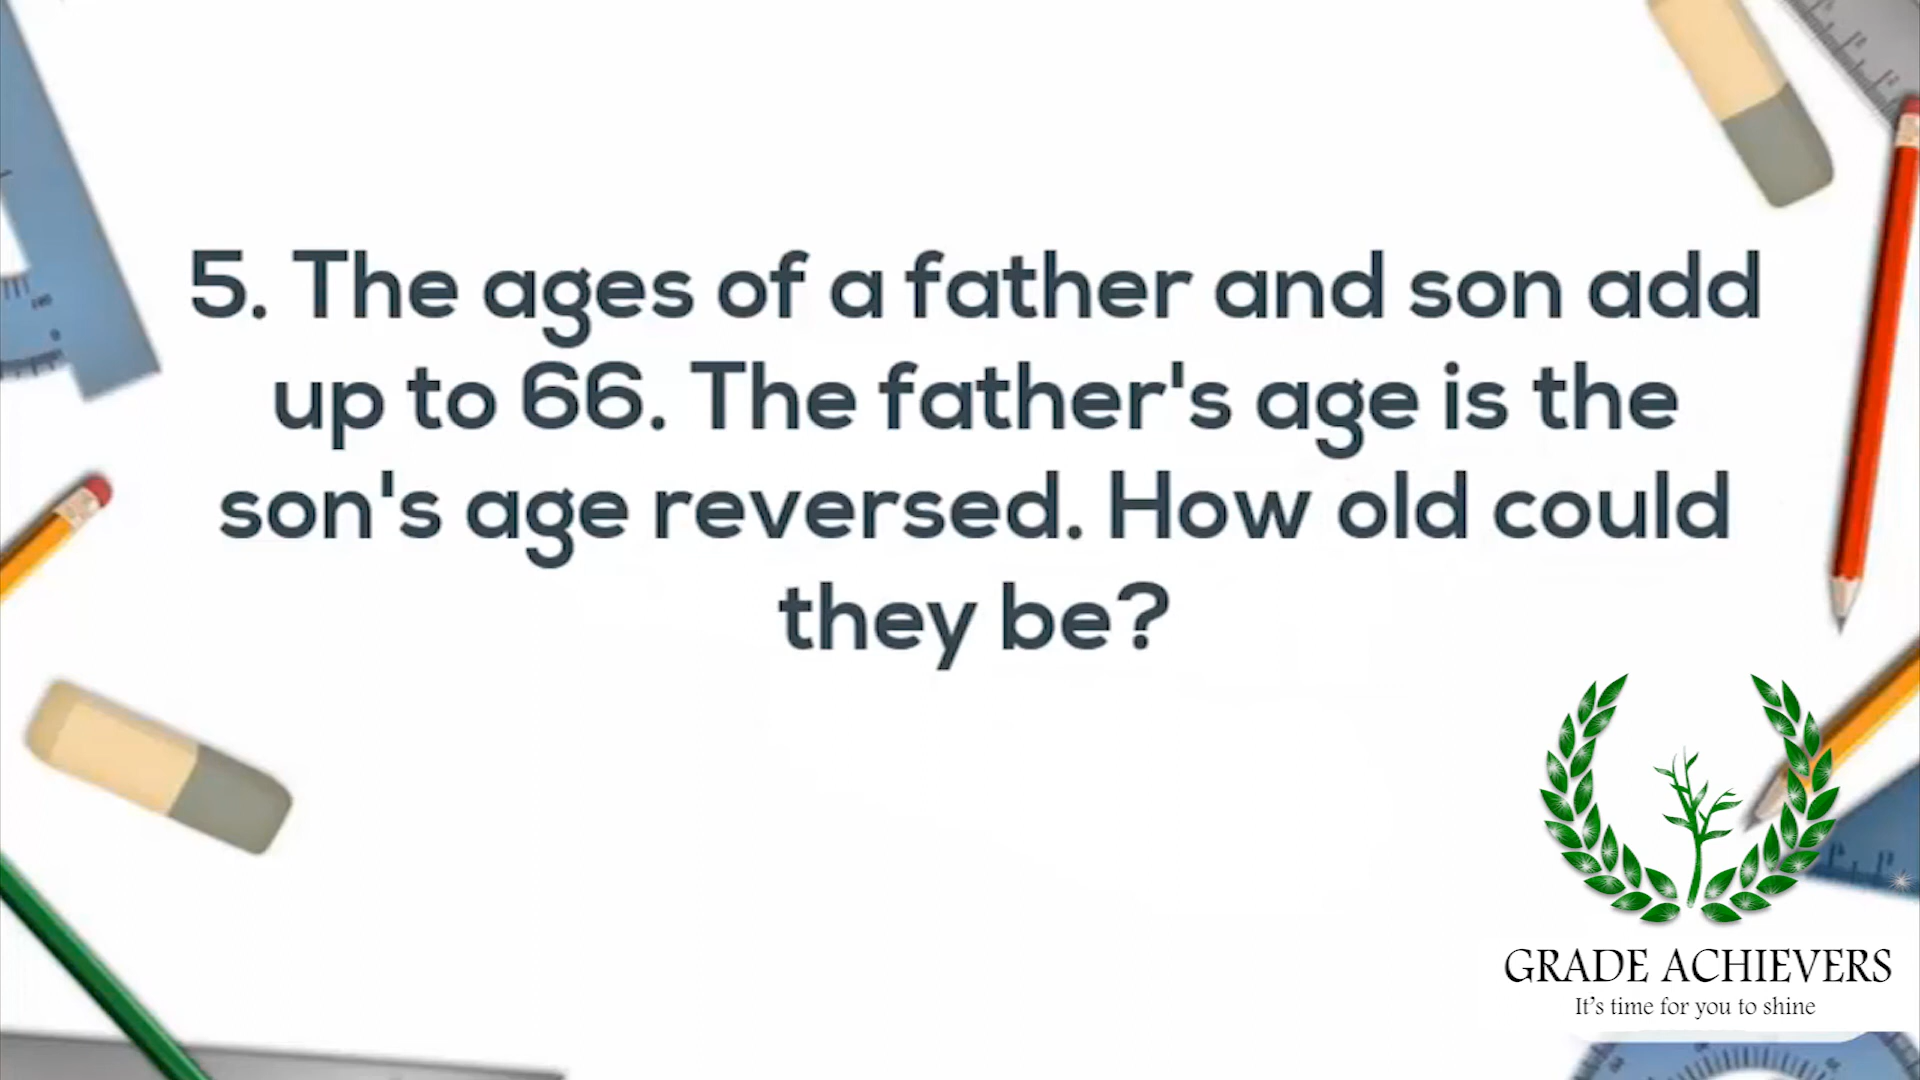 5. The ages of a father and son add
up to 66. The father's age is the
son's age reversed. How old could
they be?
GRADE ACHIEVERS
It's time for you to shine